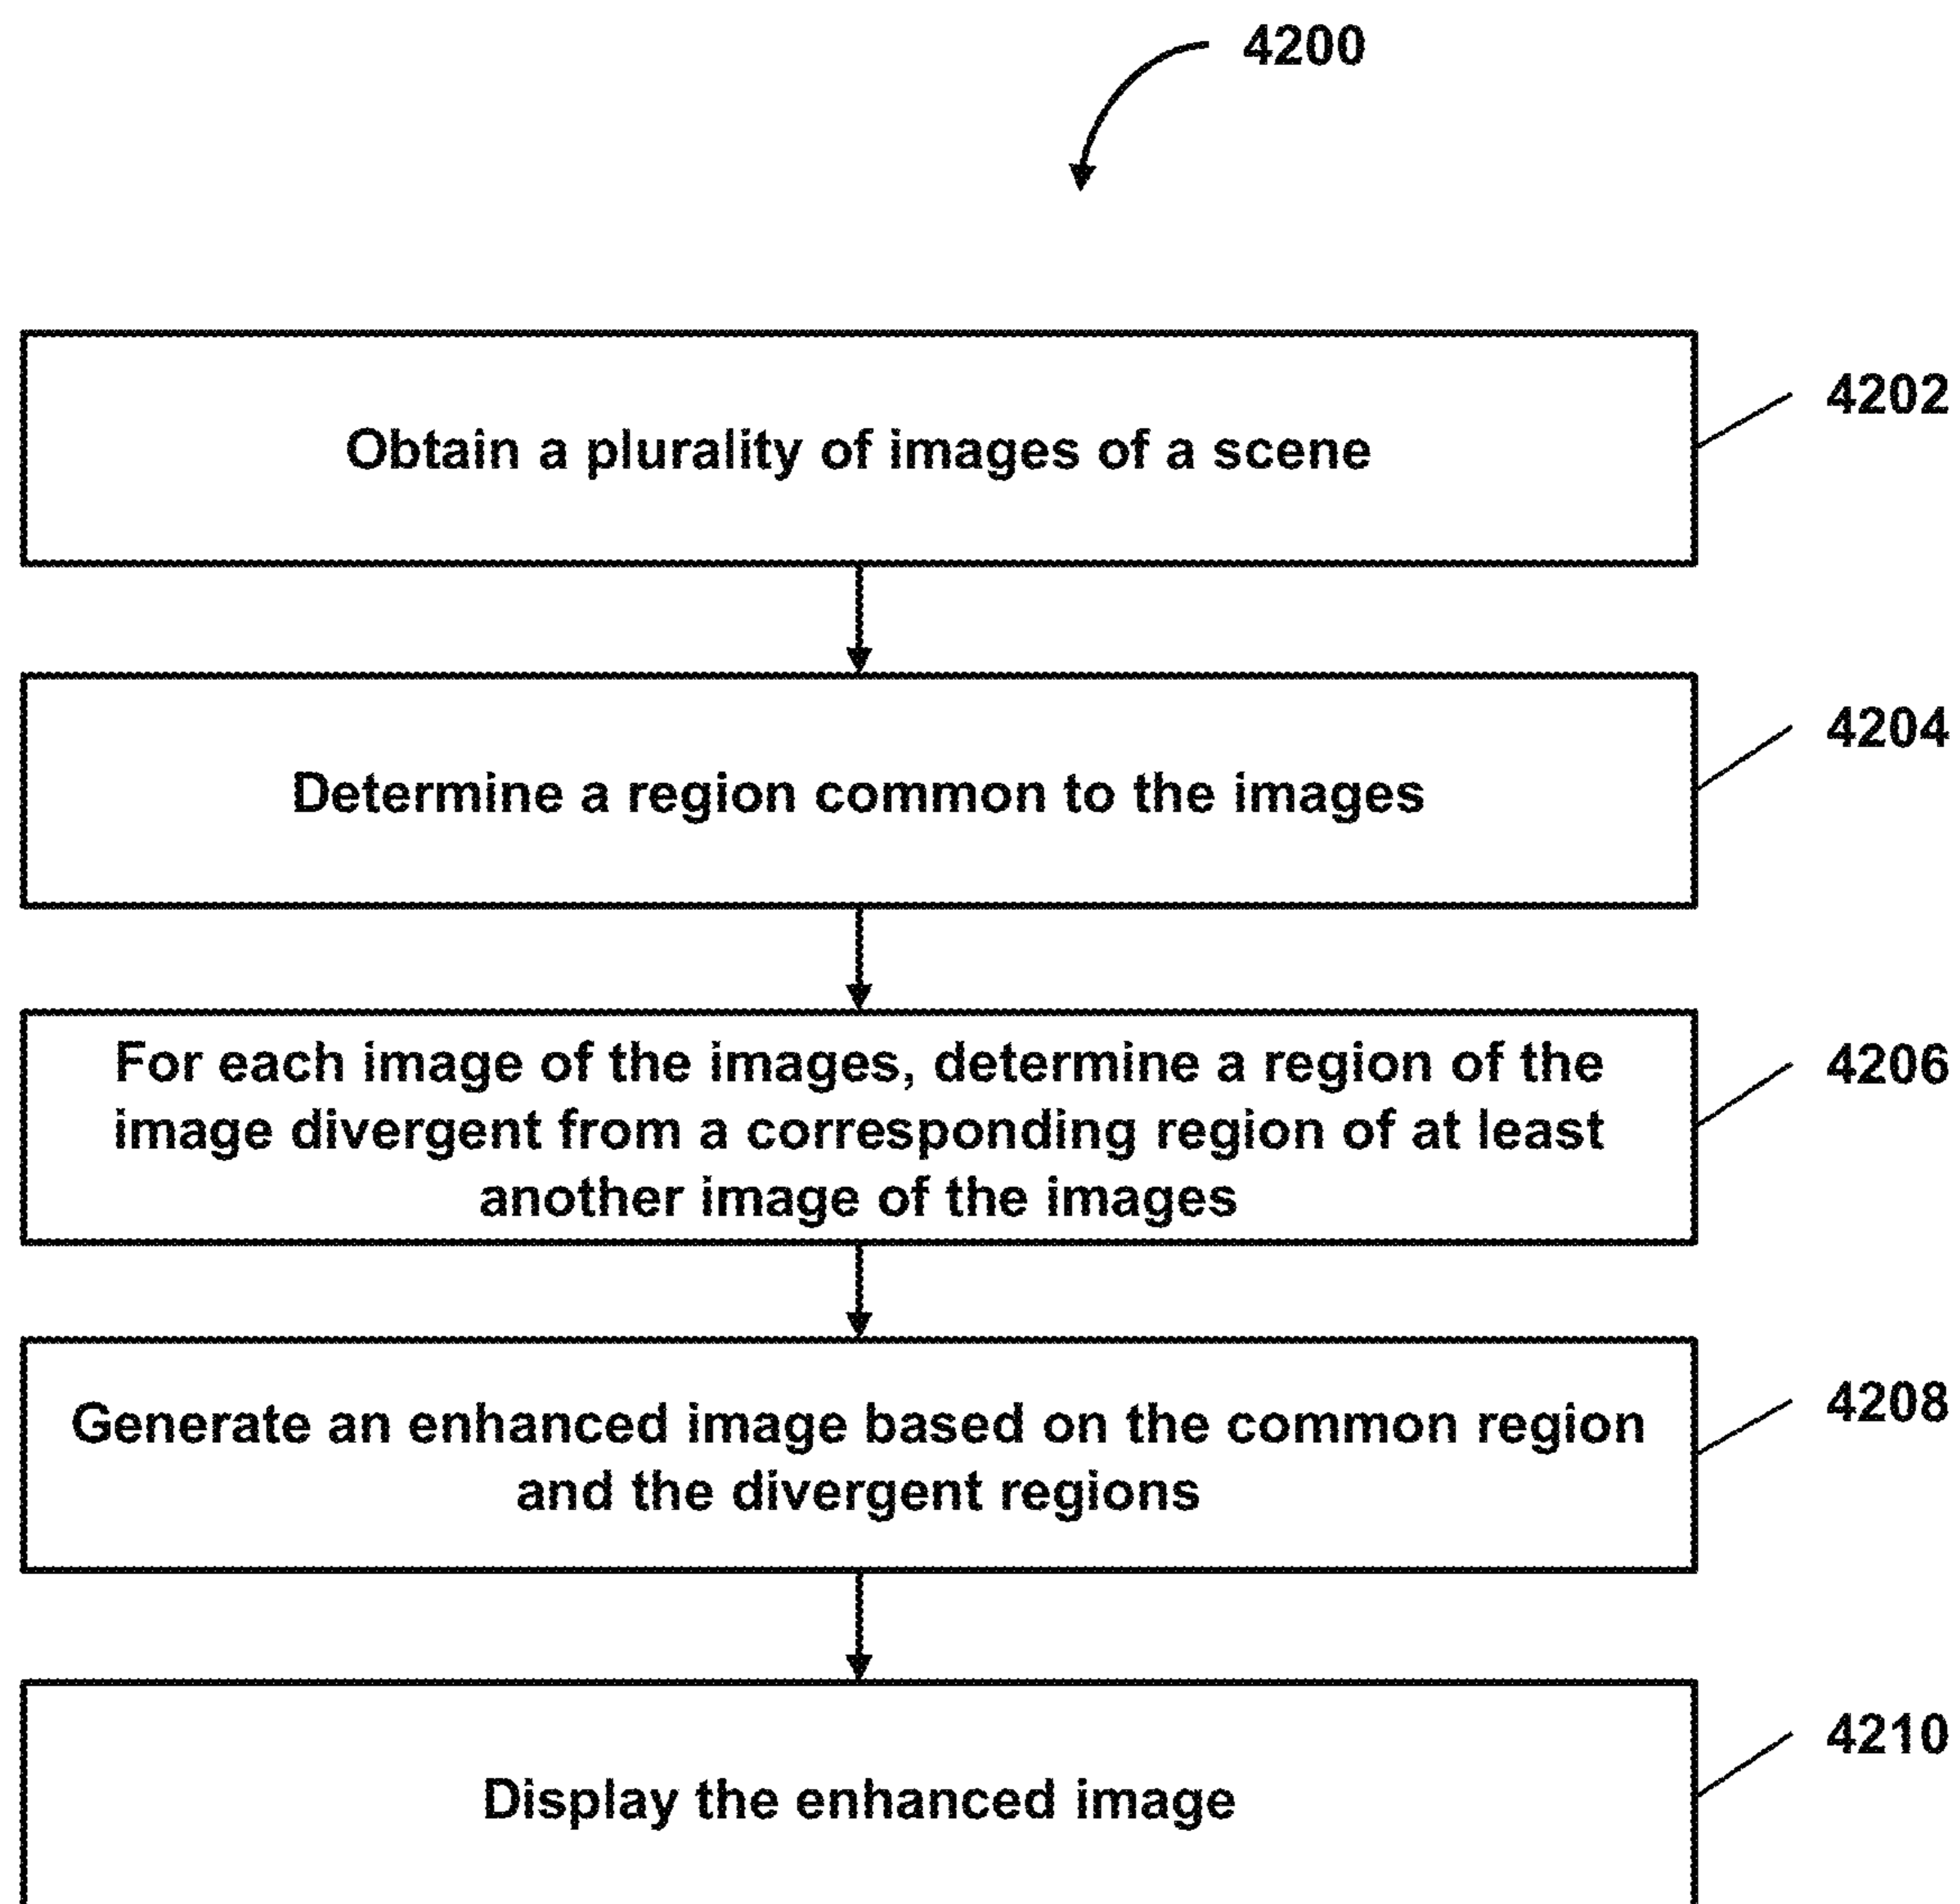 4200
Obtain a plurality of images of a scene
4202
Determine a region common to the images
4204
For each image of the images, determine a region of the
image divergent from a corresponding region of at least
another image of the images
4206
Generate an enhanced image based on the common region
and the divergent regions
4208
Display the enhanced image
4210